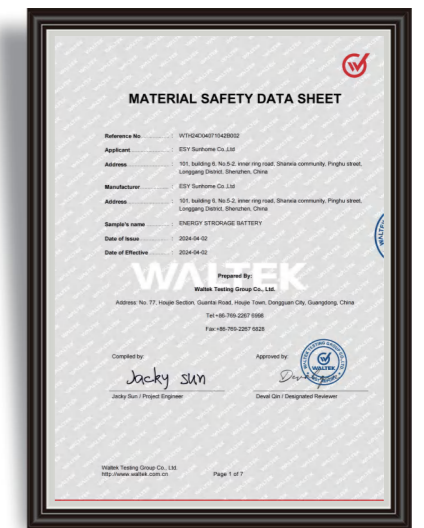 MATERIAL SAFETY DATA SHEET
Reference No. : WTH24D04071042B002
Applicant : ESY Sunhome Co.,Ltd
Address : 101, building 6, No.5-2, inner ring road, Shanxia community, Pinghu street,
Longgang District, Shenzhen, China
Manufacturer : ESY Sunhome Co.,Ltd
Address : 101, building 6, No.5-2, inner ring road, Shanxia community, Pinghu street,
Longgang District, Shenzhen, China
Sample's name : ENERGY STRORAGE BATTERY
Date of Issue : 2024-04-02
Date of Effective : 2024-04-02
WALTEK
Prepared By:
Waltek Testing Group Co., Ltd.
Address: No. 77, Houjie Section, Guantai Road, Houjie Town, Dongguan City, Guangdong, China
Tel:+86-769-2267 6998
Fax:+86-769-2267 6828
Compiled by: Approved by:
Jacky sun
WALTEK
Jacky Sun / Project Engineer Deval Qin / Designated Reviewer
Waltek Testing Group Co., Ltd.
http://www.waltek.com.cn Page 1 of 7